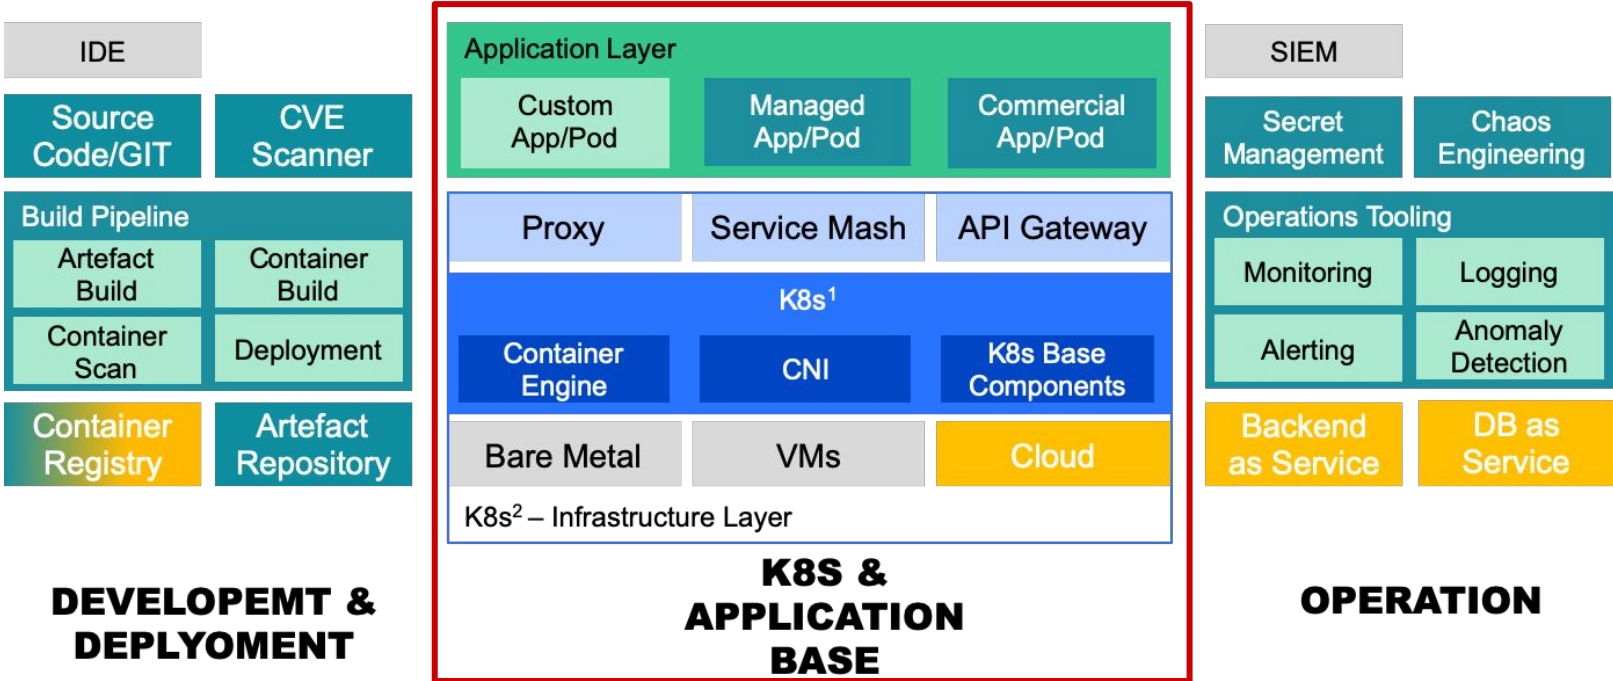 IDE
Source
Code/GIT
CVE
Scanner
Build Pipeline
Artefact
Build
Container
Build
Container
Scan
Deployment
Container
Registry
Artefact
Repository
DEVELOPEMT &
DEPLYOMENT
Application Layer
Custom
App/Pod
Managed
App/Pod
Commercial
App/Pod
Proxy
Service Mash
API Gateway
K8s¹
Container
Engine
CNI
K8s Base
Components
Bare Metal
VMs
Cloud
K8s² – Infrastructure Layer
K8S &
APPLICATION
BASE
SIEM
Secret
Management
Chaos
Engineering
Operations Tooling
Monitoring
Logging
Alerting
Anomaly
Detection
Backend
as Service
DB as
Service
OPERATION